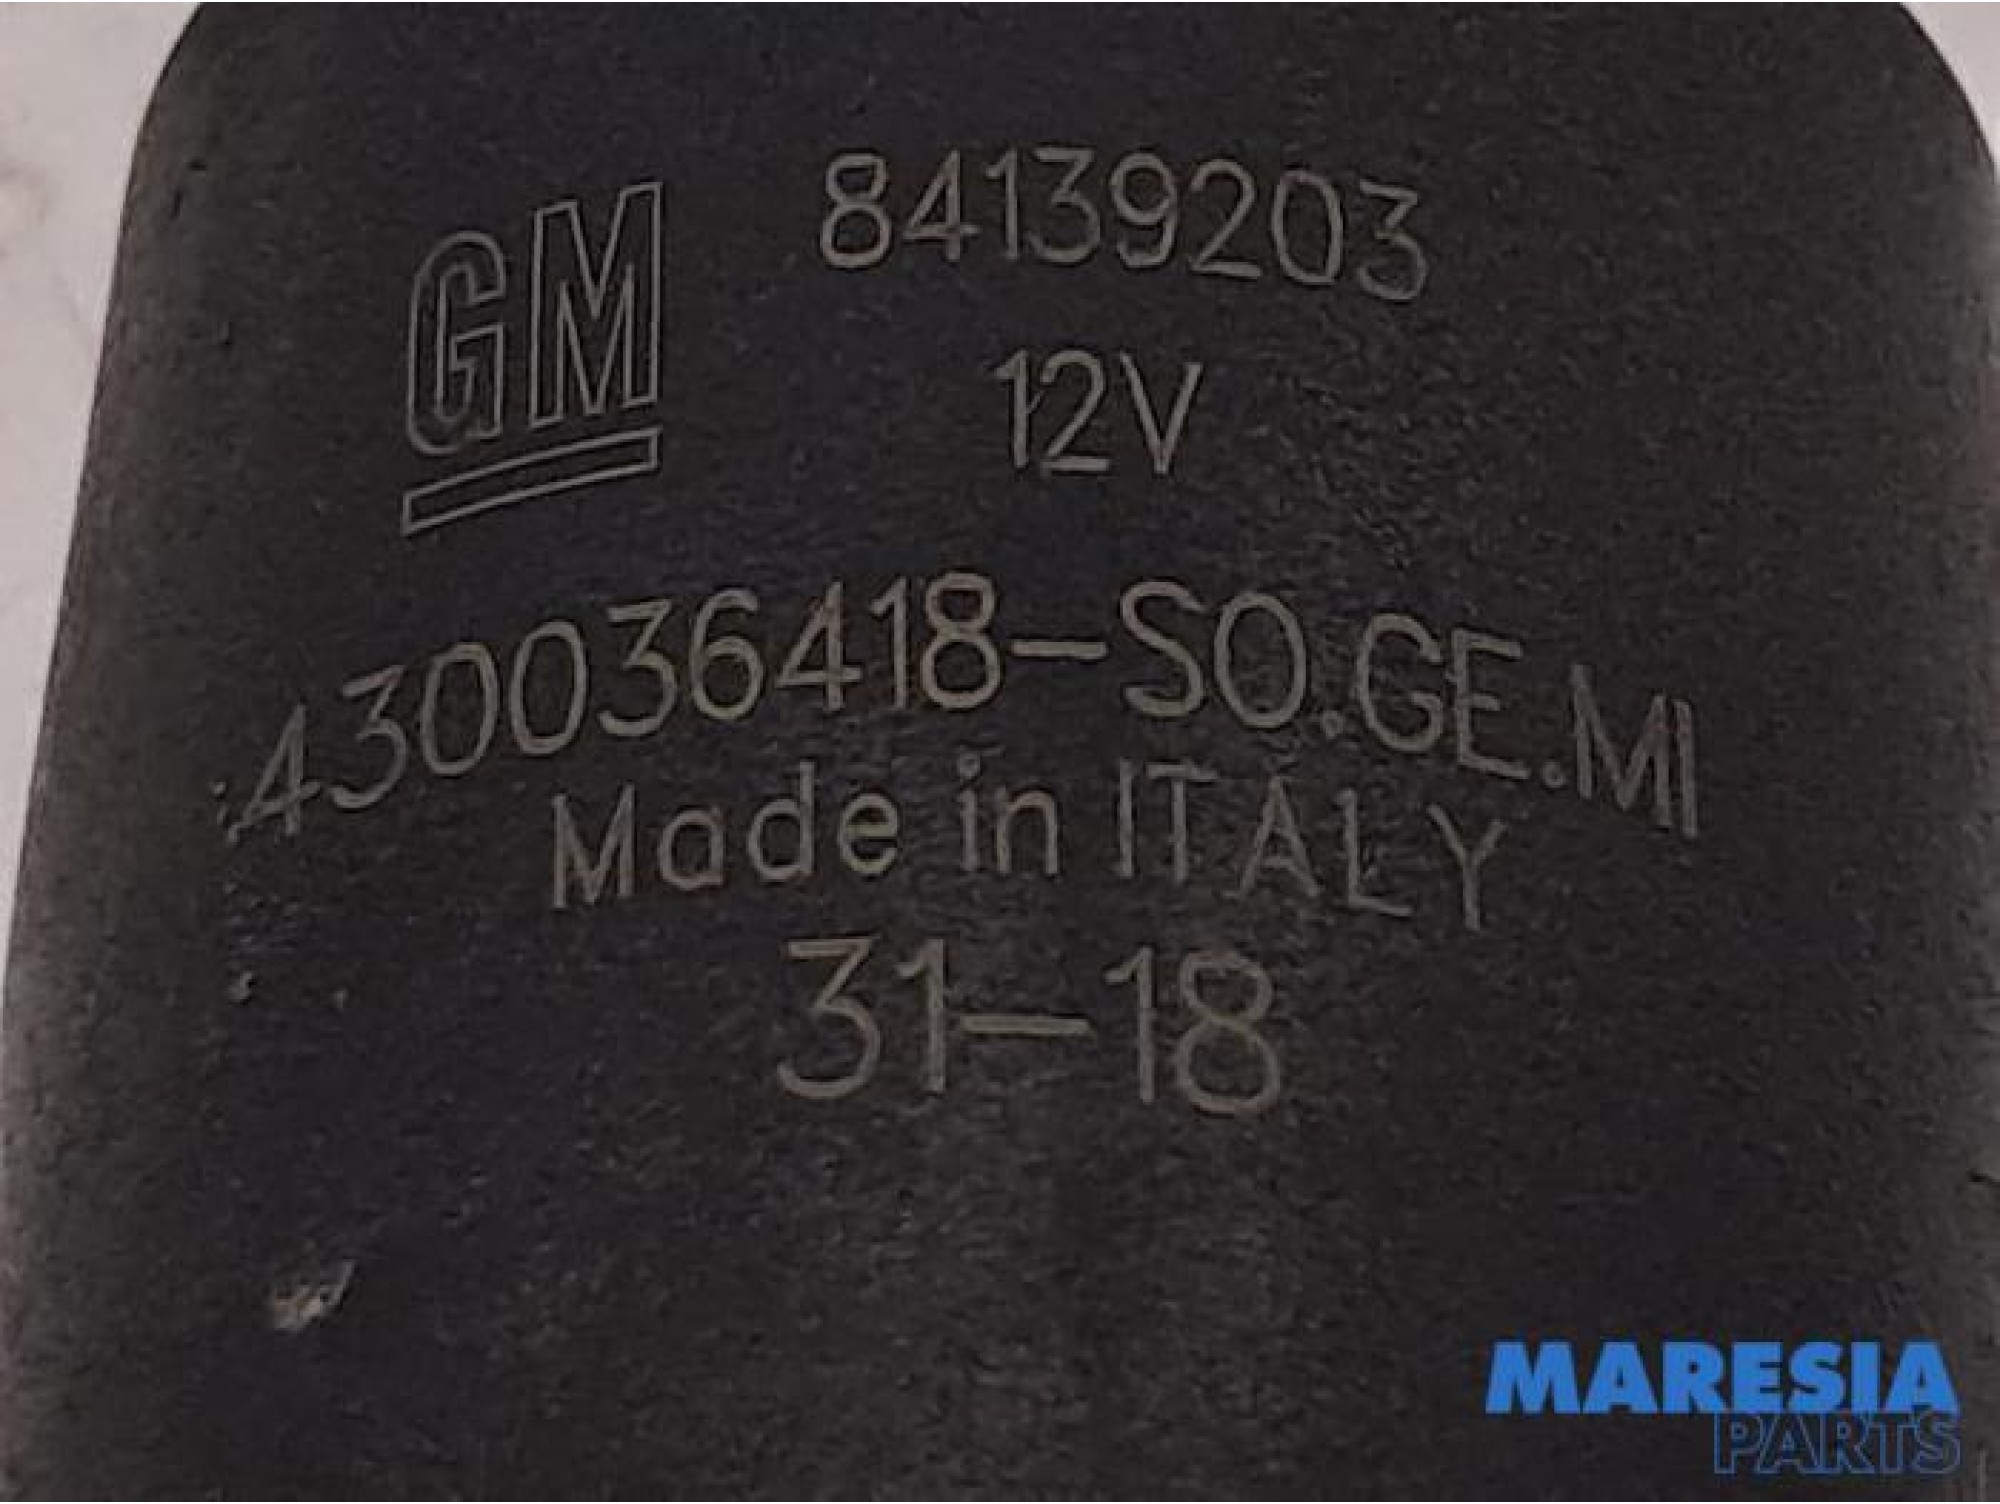 84139203
GM
12V
430036418-SO.GE.MI
Made in ITALY
31-18
MARESIA
PARTS